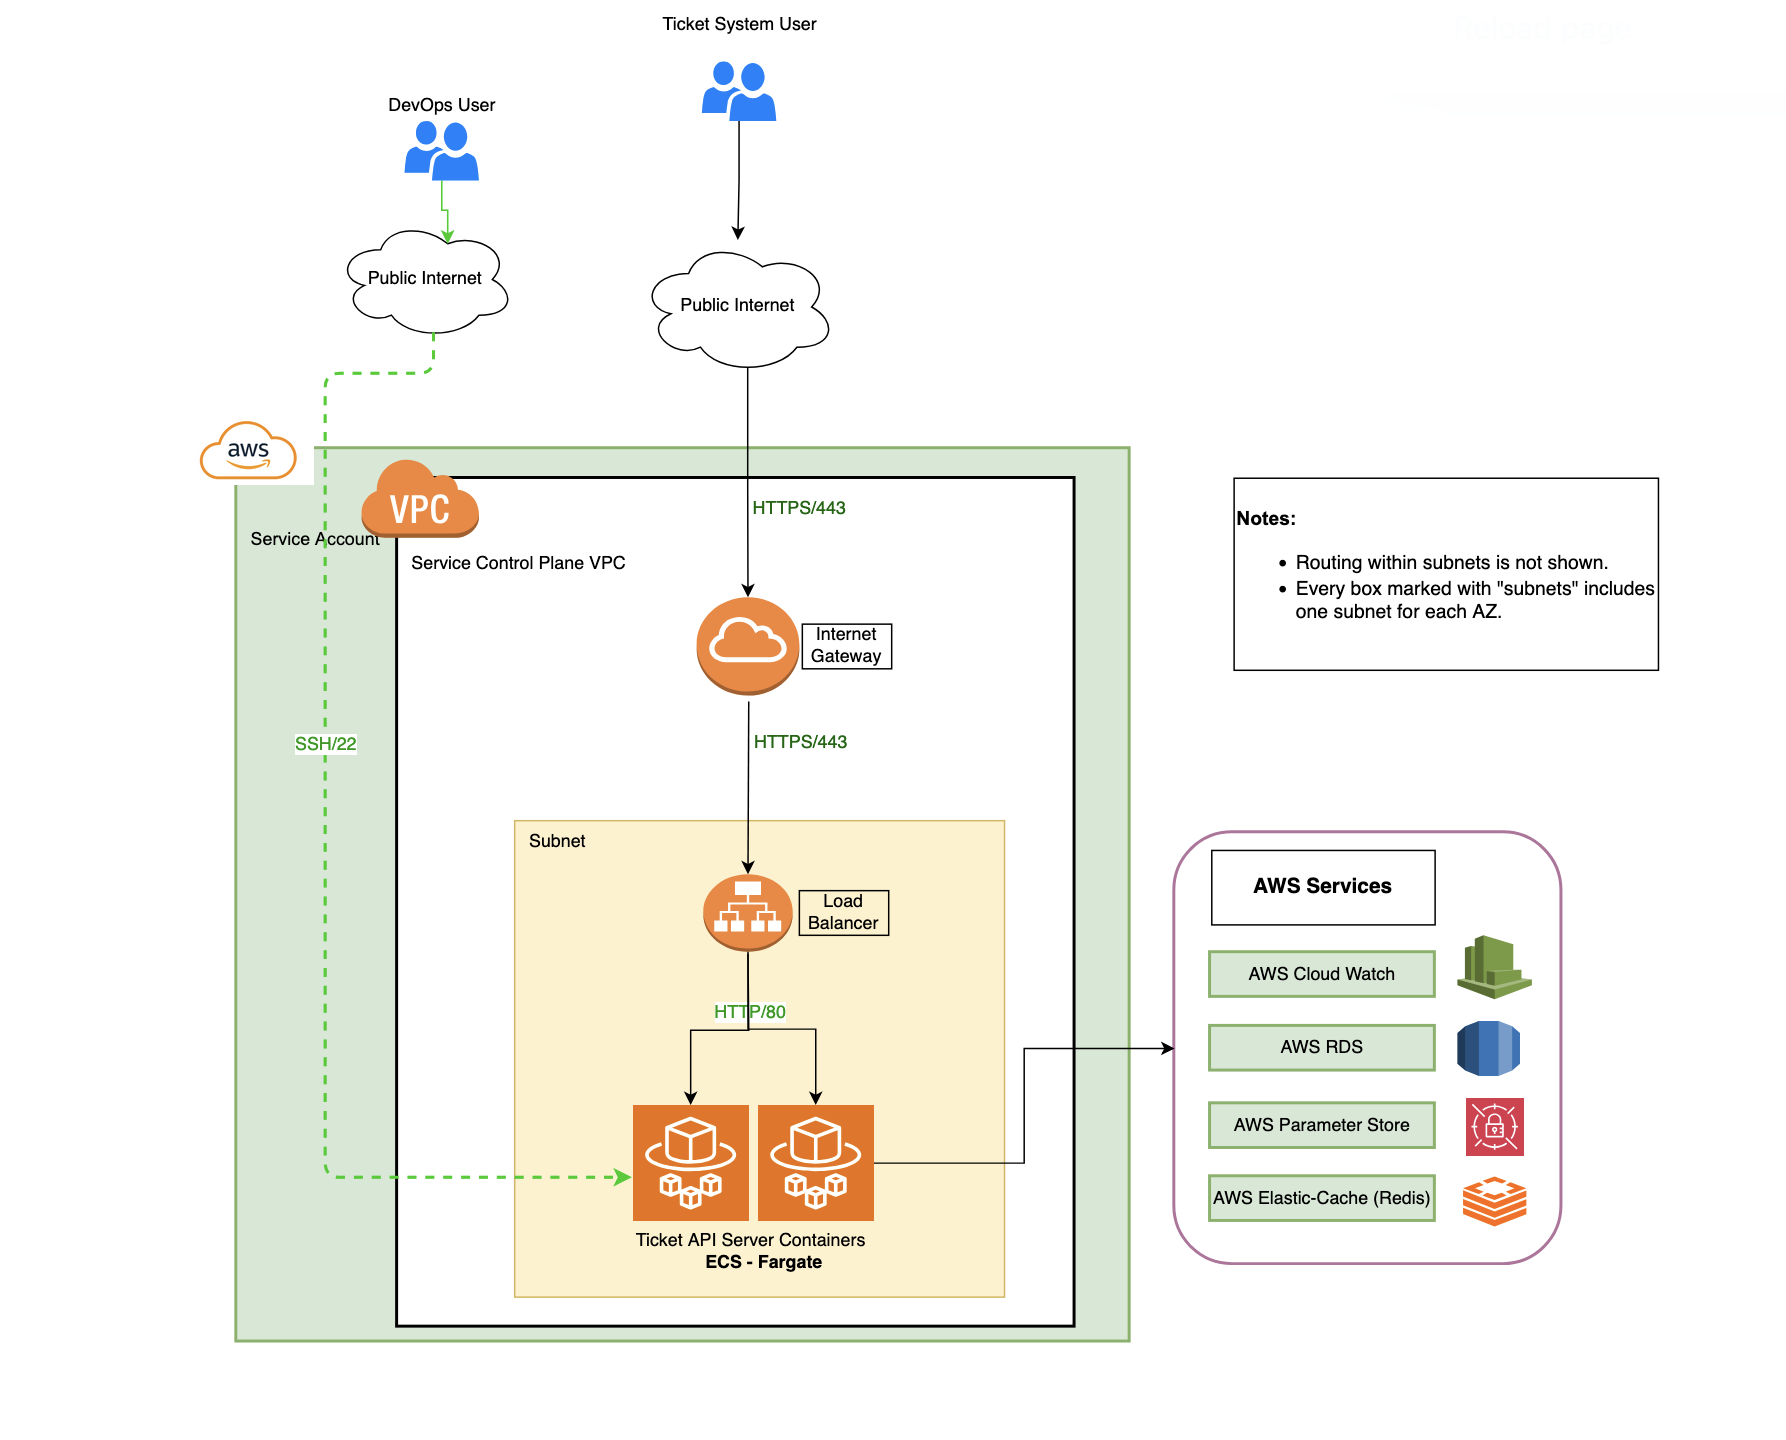 Ticket System User
DevOps User
Public Internet
Public Internet
aws
VPC
HTTPS/443
Service Account
Service Control Plane VPC
Notes:
• Routing within subnets is not shown.
• Every box marked with "subnets" includes
one subnet for each AZ.
Internet
Gateway
SSH/22
HTTPS/443
Subnet
Load
Balancer
HTTP/80
Ticket API Server Containers
ECS - Fargate
AWS Services
AWS Cloud Watch
AWS RDS
AWS Parameter Store
AWS Elastic-Cache (Redis)